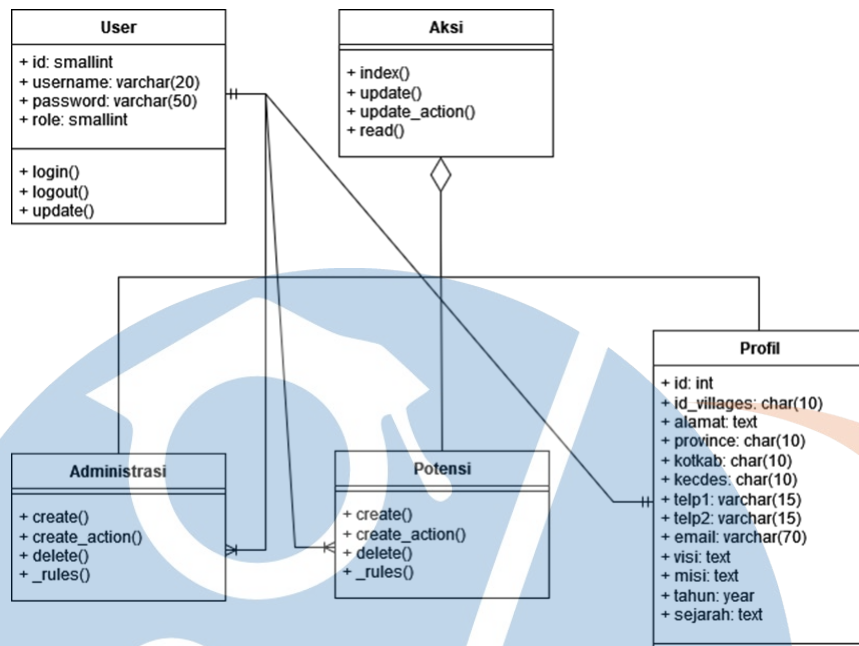 User
+ id: smallint
+ username: varchar(20)
+ password: varchar(50)
+ role: smallint
+ login()
+ logout()
+ update()
Aksi
+ index()
+ update()
+ update_action()
+ read()
Administrasi
+ create()
+ create_action()
+ delete()
+ _rules()
Potensi
+ create()
+ create_action()
+ delete()
+ _rules()
Profil
+ id: int
+ id_villages: char(10)
+ alamat: text
+ province: char(10)
+ kotkab: char(10)
+ kecdes: char(10)
+ telp1: varchar(15)
+ telp2: varchar(15)
+ email: varchar(70)
+ visi: text
+ misi: text
+ tahun: year
+ sejarah: text